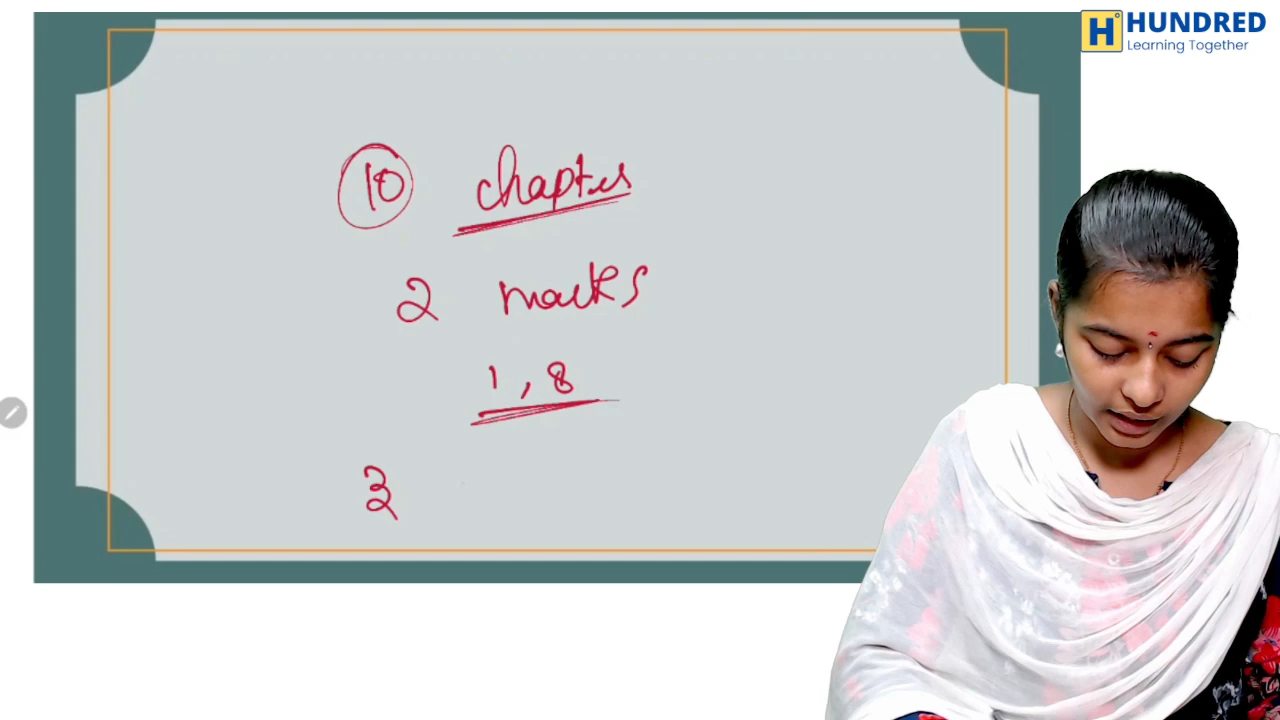 H° HUNDRED
Learning Together
10 chapters
2 marks
1, 8
3